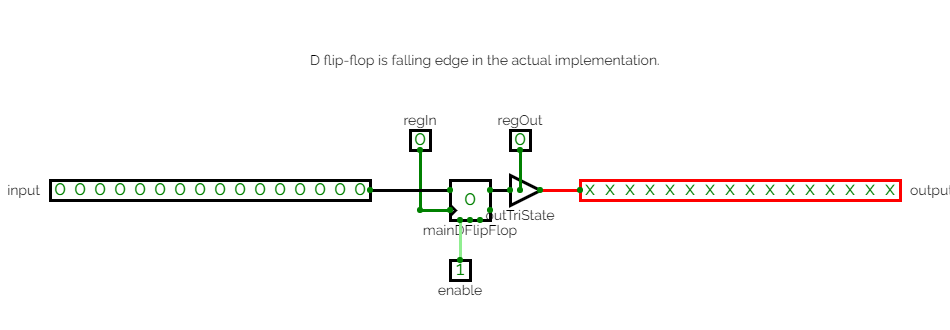 D flip-flop is falling edge in the actual implementation.
regIn
regOut
0
0
input
0 0 0 0 0 0 0 0 0 0 0 0 0 0 0 0
0
x x x x x x x x x x x x x x x x
output
outTriState
mainDFlipFlop
1
enable